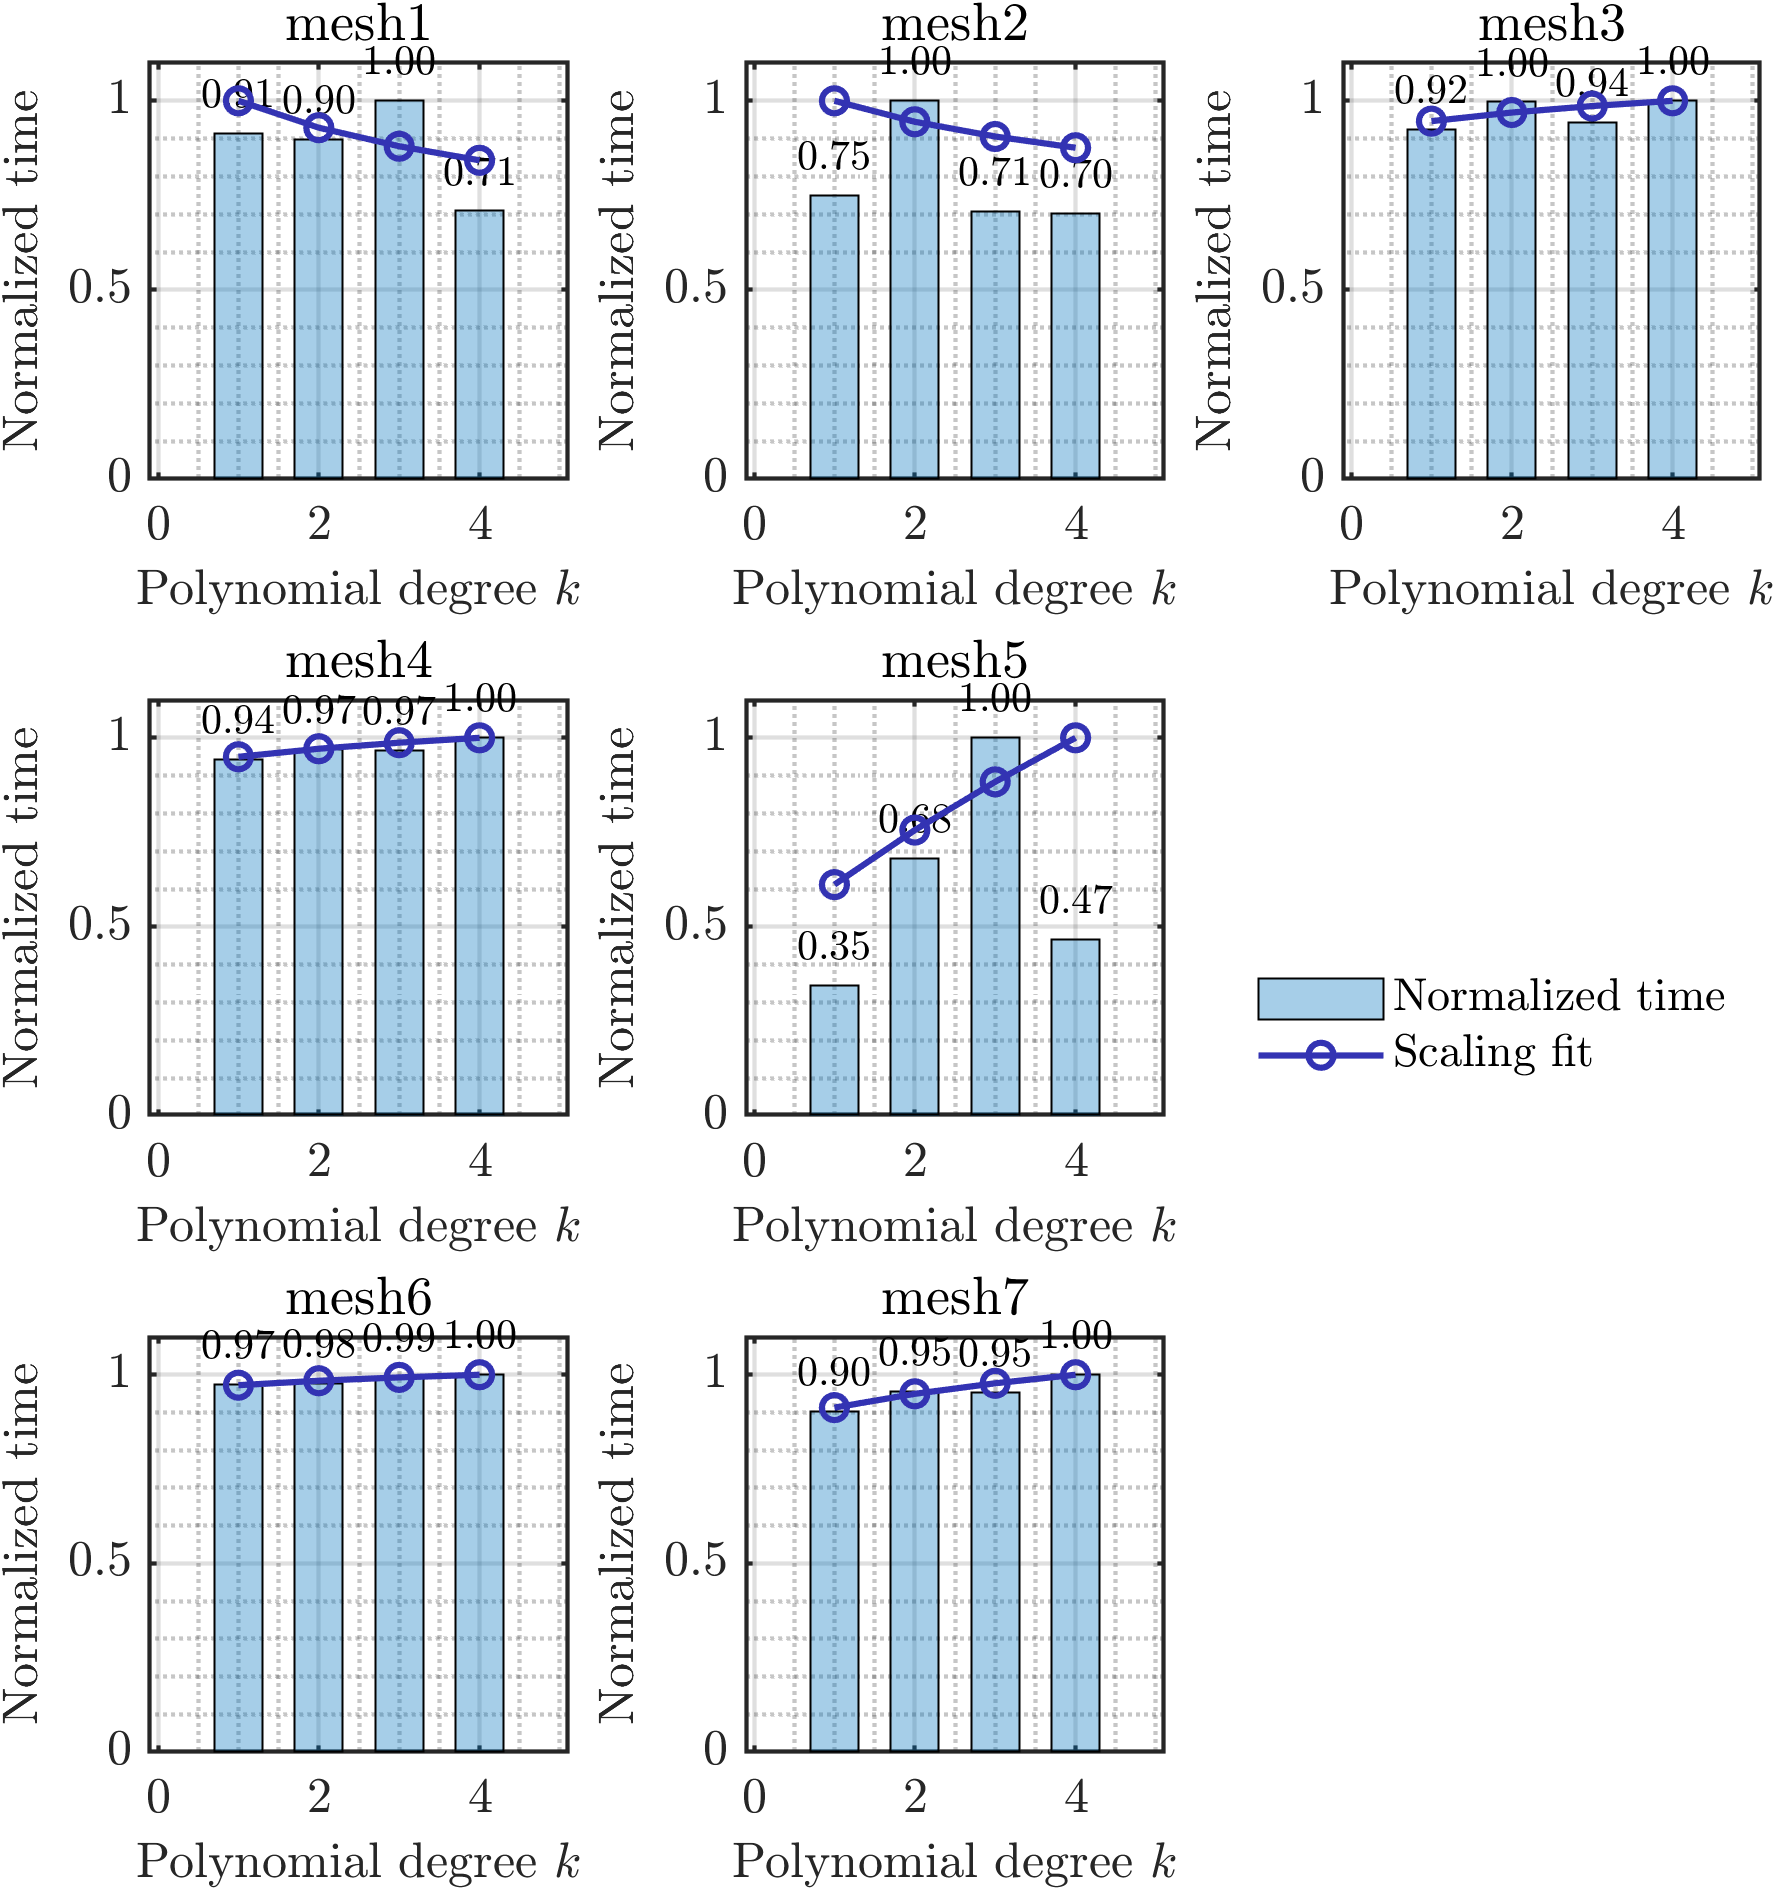 mesh1
0.91 0.90 1.00 0.71
Normalized time
1
0.5
0
0 2 4
Polynomial degree k
mesh2
0.75 1.00 0.71 0.70
Normalized time
1
0.5
0
0 2 4
Polynomial degree k
mesh3
0.92 1.00 0.94 1.00
Normalized time
1
0.5
0
0 2 4
Polynomial degree k
mesh4
0.94 0.97 0.97 1.00
Normalized time
1
0.5
0
0 2 4
Polynomial degree k
mesh5
0.35 0.68 1.00 0.47
Normalized time
1
0.5
0
0 2 4
Polynomial degree k
Normalized time
Scaling fit
mesh6
0.97 0.98 0.99 1.00
Normalized time
1
0.5
0
0 2 4
Polynomial degree k
mesh7
0.90 0.95 0.95 1.00
Normalized time
1
0.5
0
0 2 4
Polynomial degree k